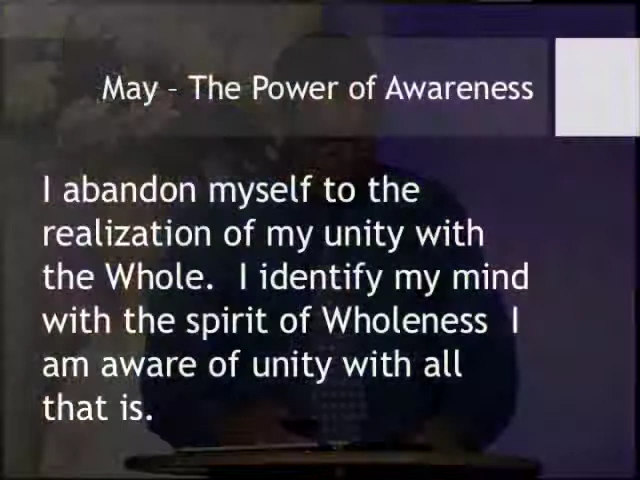 May – The Power of Awareness
I abandon myself to the
realization of my unity with
the Whole.  I identify my mind
with the spirit of Wholeness  I
am aware of unity with all
that is.